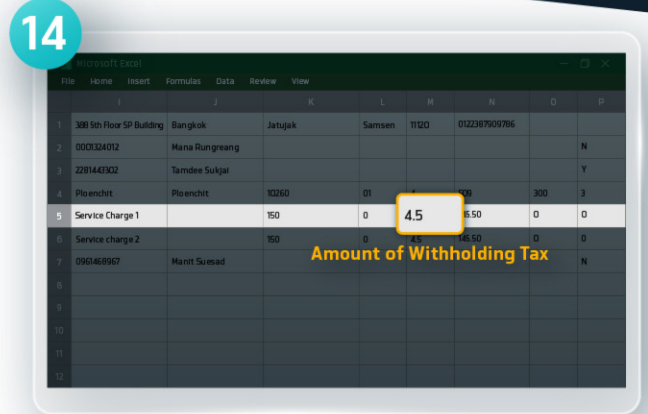 14
Microsoft Excel
File Home Insert Formulas Data Review View
I J K L M N O P
1 388 5th Floor SP Building Bangkok Jatujak Samsen 11120 0122387909786
2 0001324012 Mana Rungreang N
3 2281443302 Tamdee Sukjai Y
4 Ploenchit Ploenchit 10260 01 509 300 3
5 Service Charge 1 150 0 4.5 0 0
6 Service charge 2 150 0 4.5 145.50 0 0
Amount of Withholding Tax
7 0961468967 Manit Suesad N
8
9
10
11
12